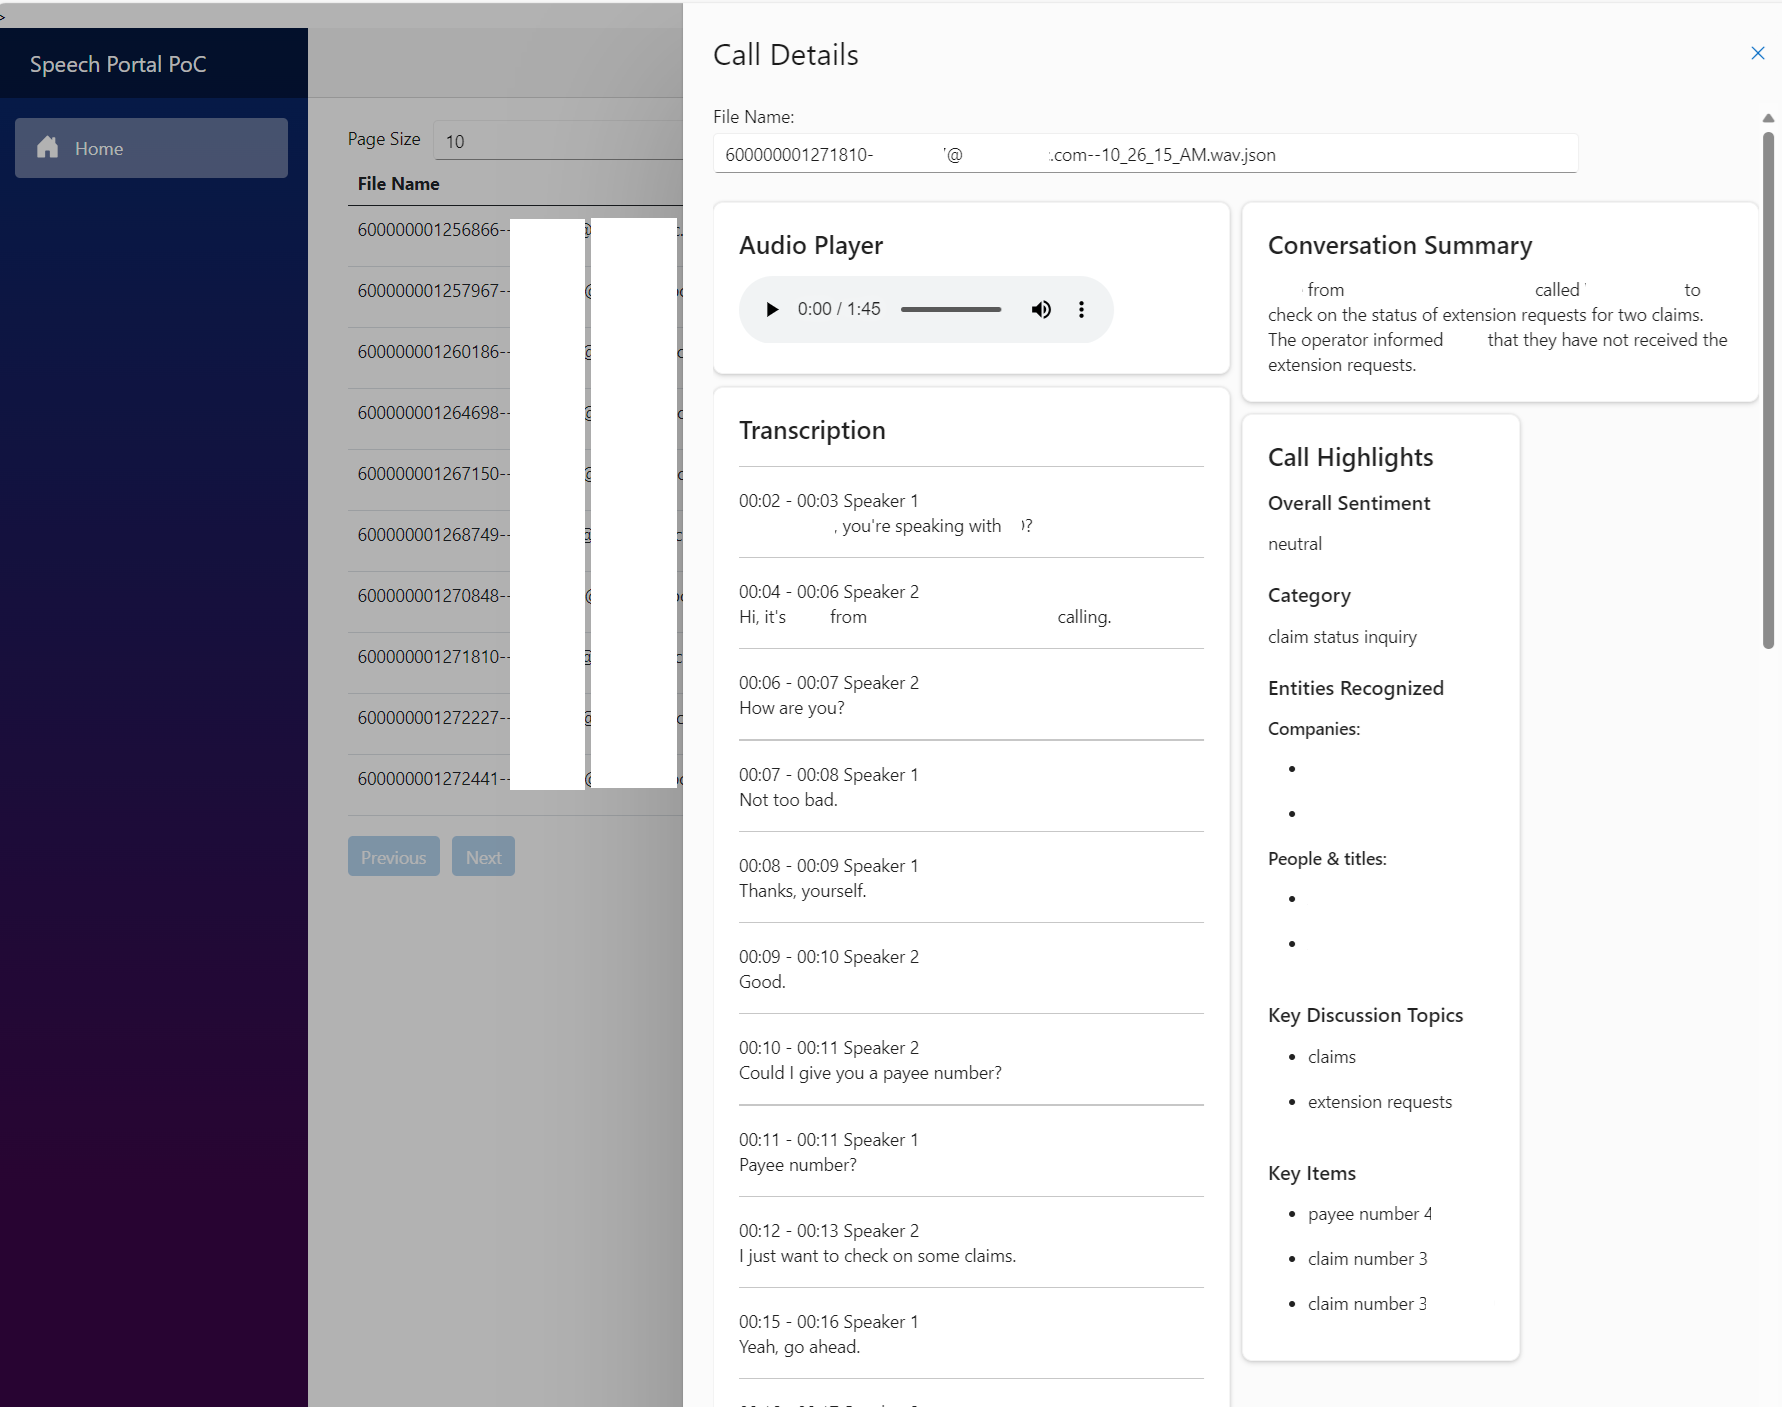 >
Speech Portal PoC
Home
Page Size 10
File Name
600000001256866--
600000001257967--
600000001260186--
600000001264698--
600000001267150--
600000001268749--
600000001270848--
600000001271810--
600000001272227--
600000001272441--
Previous Next
Call Details
File Name:
600000001271810- @ .com--10_26_15_AM.wav.json
Audio Player
0:00 / 1:45
Transcription
00:02 - 00:03 Speaker 1
, you're speaking with ?
00:04 - 00:06 Speaker 2
Hi, it's from calling.
00:06 - 00:07 Speaker 2
How are you?
00:07 - 00:08 Speaker 1
Not too bad.
00:08 - 00:09 Speaker 1
Thanks, yourself.
00:09 - 00:10 Speaker 2
Good.
00:10 - 00:11 Speaker 2
Could I give you a payee number?
00:11 - 00:11 Speaker 1
Payee number?
00:12 - 00:13 Speaker 2
I just want to check on some claims.
00:15 - 00:16 Speaker 1
Yeah, go ahead.
Conversation Summary
from called to
check on the status of extension requests for two claims.
The operator informed that they have not received the
extension requests.
Call Highlights
Overall Sentiment
neutral
Category
claim status inquiry
Entities Recognized
Companies:
People & titles:
Key Discussion Topics
• claims
• extension requests
Key Items
• payee number 4
• claim number 3
• claim number 3